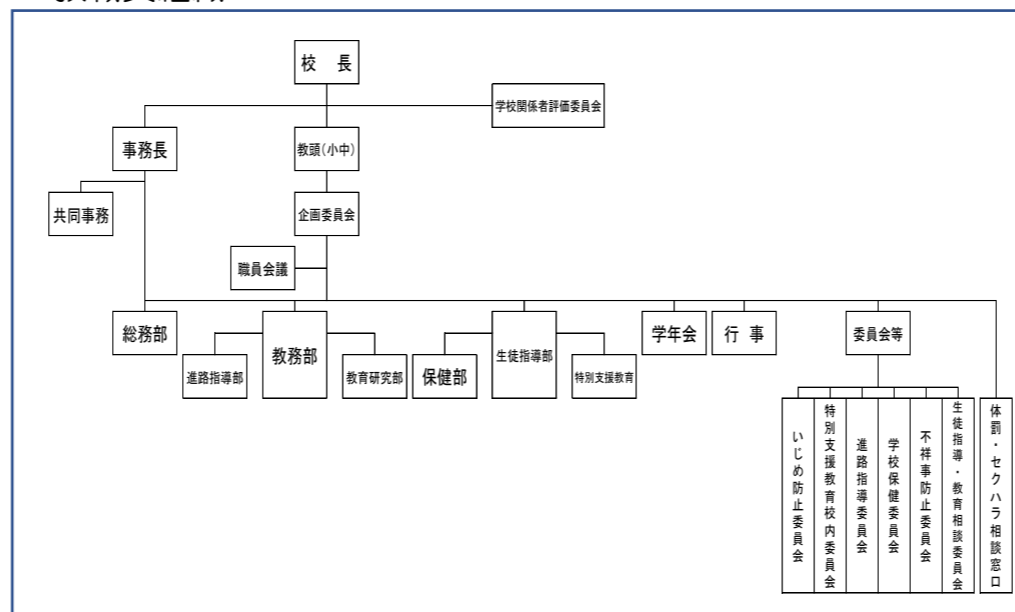 校　長
学校関係者評価委員会
事務長
教頭（小中）
共同事務
企画委員会
職員会議
総務部
教務部
生徒指導部
学年会
行　事
委員会等
進路指導部
教育研究部
保健部
特別支援教育
いじめ防止委員会
特別支援教育校内委員会
進路指導委員会
学校保健委員会
不祥事防止委員会
生徒指導・教育相談委員会
体罰・セクハラ相談窓口